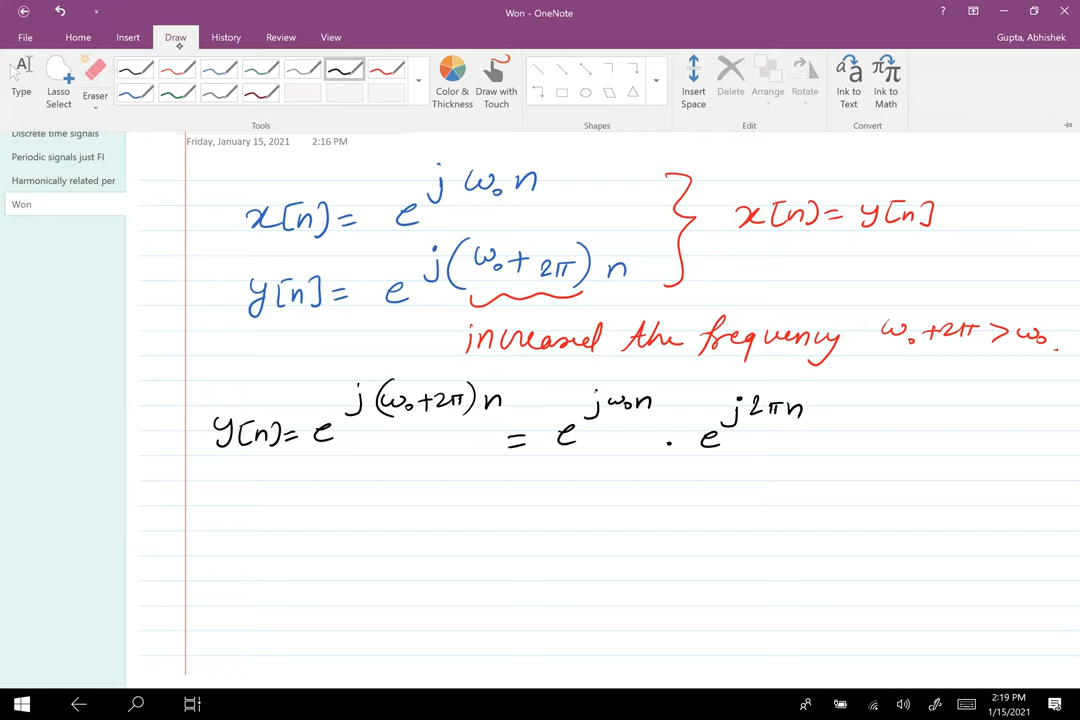 Won - OneNote
?
File Home Insert Draw History Review View Gupta, Abhishek
Type Lasso Select Eraser Color & Thickness Draw with Touch Insert Space Delete Arrange Rotate Ink to Text Ink to Math
Tools Shapes Edit Convert
Discrete time signals
Periodic signals just FI
Harmonically related per
Won
Friday, January 15, 2021 2:16 PM
x[n] = e^{jω₀n}
y[n] = e^{j(ω₀+2π)n}
x[n] = y[n]
increased the frequency ω₀+2π > ω₀.
y[n] = e^{j(ω₀+2π)n} = e^{jω₀n} · e^{j2πn}
2:19 PM
1/15/2021